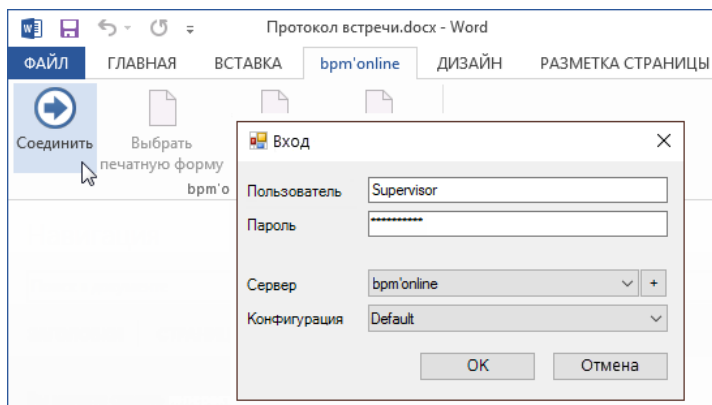 Протокол встречи.docx - Word
ФАЙЛ ГЛАВНАЯ ВСТАВКА bpm'online ДИЗАЙН РАЗМЕТКА СТРАНИЦЫ
Соединить
Выбрать
печатную форму
bpm'o
Вход
Пользователь Supervisor
Пароль **********
Сервер bpm'online +
Конфигурация Default
OK Отмена